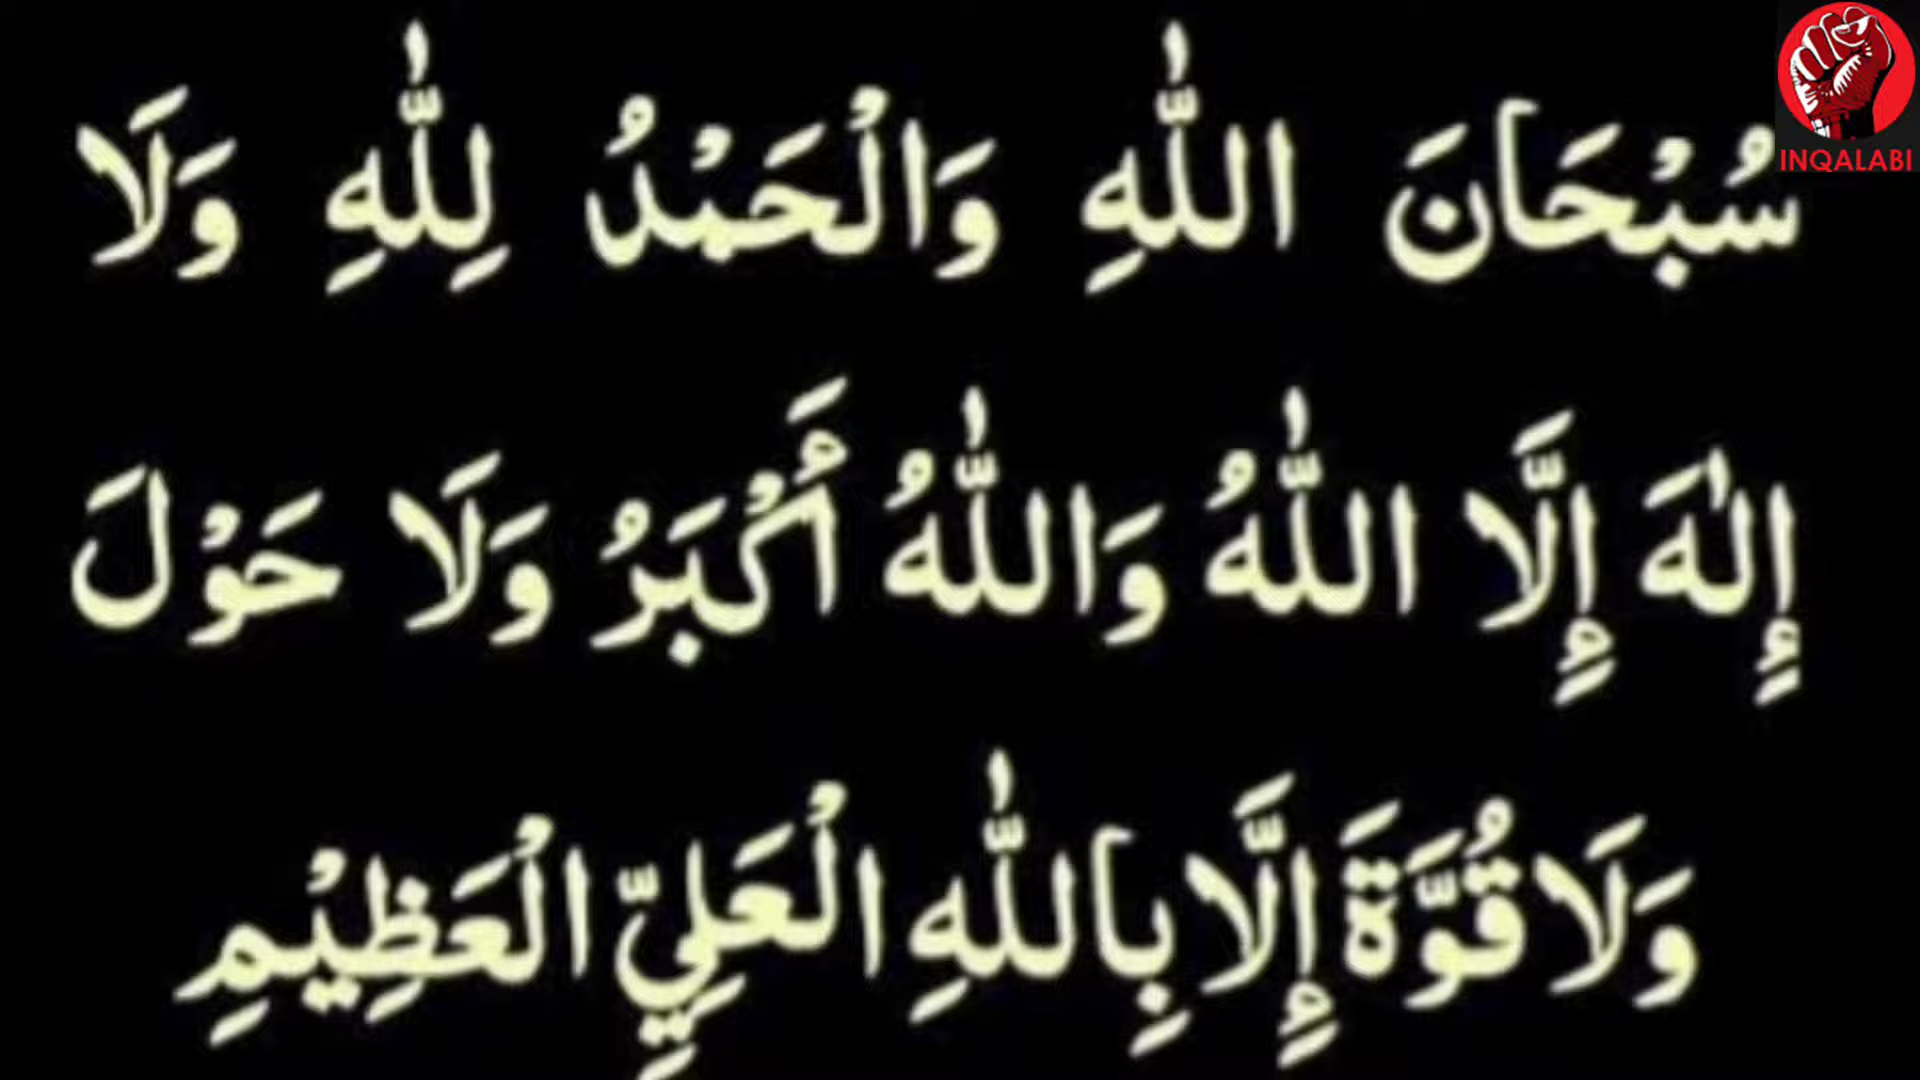 سُبْحَانَ اللّٰهِ وَالْحَمْدُ لِلّٰهِ وَلَا
إِلٰهَ إِلَّا اللّٰهُ وَاللّٰهُ أَكْبَرُ وَلَا حَوْلَ
وَلَا قُوَّةَ إِلَّا بِاللّٰهِ الْعَلِيِّ الْعَظِيْمِ
INQALABI